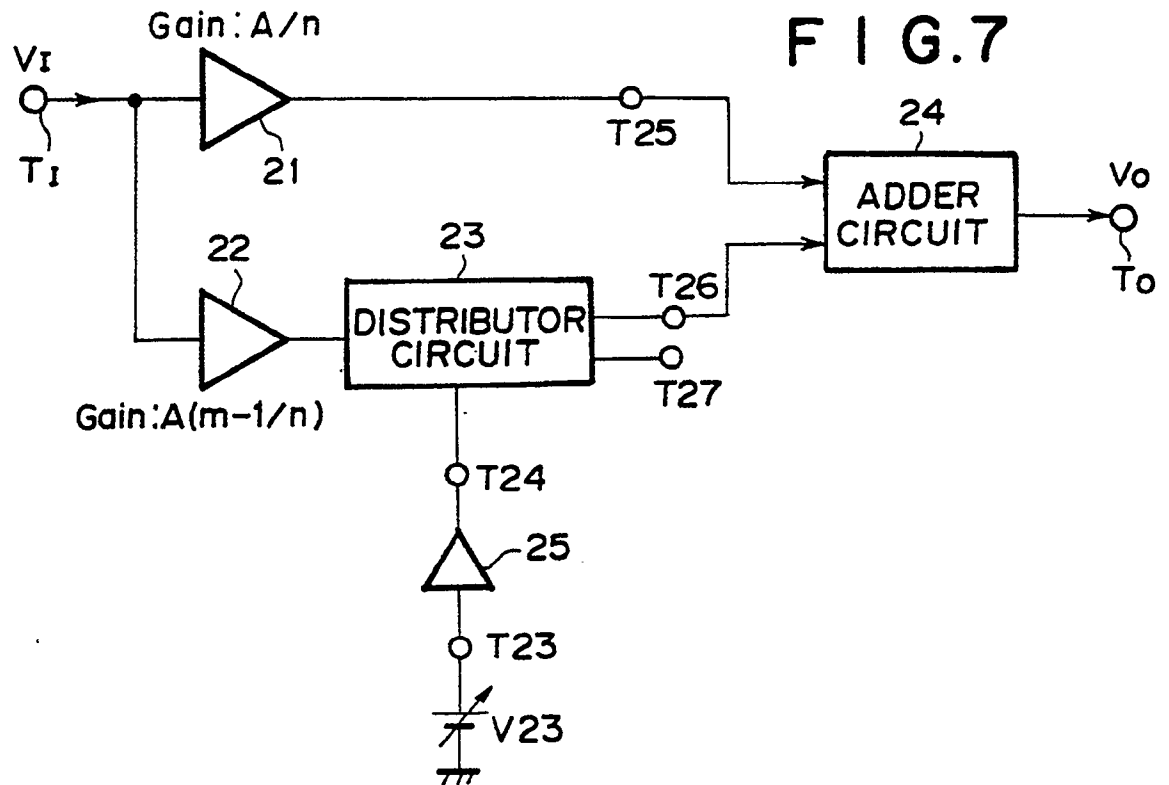 FIG.7
Gain:A/n
VI
TI
21
T25
24
ADDER
CIRCUIT
Vo
To
22
23
DISTRIBUTOR
CIRCUIT
T26
T27
Gain:A(m-1/n)
T24
25
T23
V23